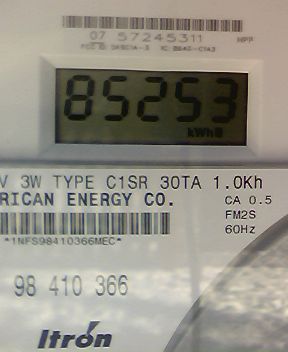 07 57245311
85253
kWh
V 3W TYPE C1SR 30TA 1.0Kh
RICAN ENERGY CO.
CA 0.5
FM2S
60Hz
*1NFS98410366MEC*
98 410 366
Itron